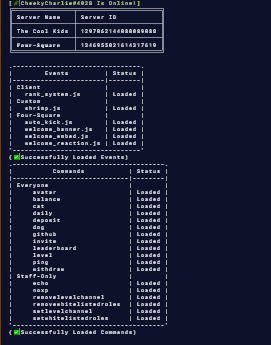 [✅CheekyCharlie#4028 Is Online!]
Server Name | Server ID
The Cool Kids | 1297062144088089088
Four-Square | 1346955021614317619
Events | Status
Client
rank_system.js | Loaded
Custom
shrimp.js | Loaded
Four-Square
auto_kick.js | Loaded
welcome_banner.js | Loaded
welcome_embed.js | Loaded
welcome_reaction.js | Loaded
(✅Successfully Loaded Events)
Commands | Status
Everyone
avatar | Loaded
balance | Loaded
cat | Loaded
daily | Loaded
deposit | Loaded
dog | Loaded
github | Loaded
invite | Loaded
leaderboard | Loaded
level | Loaded
ping | Loaded
withdraw | Loaded
Staff-Only
echo | Loaded
noxp | Loaded
removelevelchannel | Loaded
removewhitelistedroles | Loaded
setlevelchannel | Loaded
setwhitelistedroles | Loaded
(✅Successfully Loaded Commands)